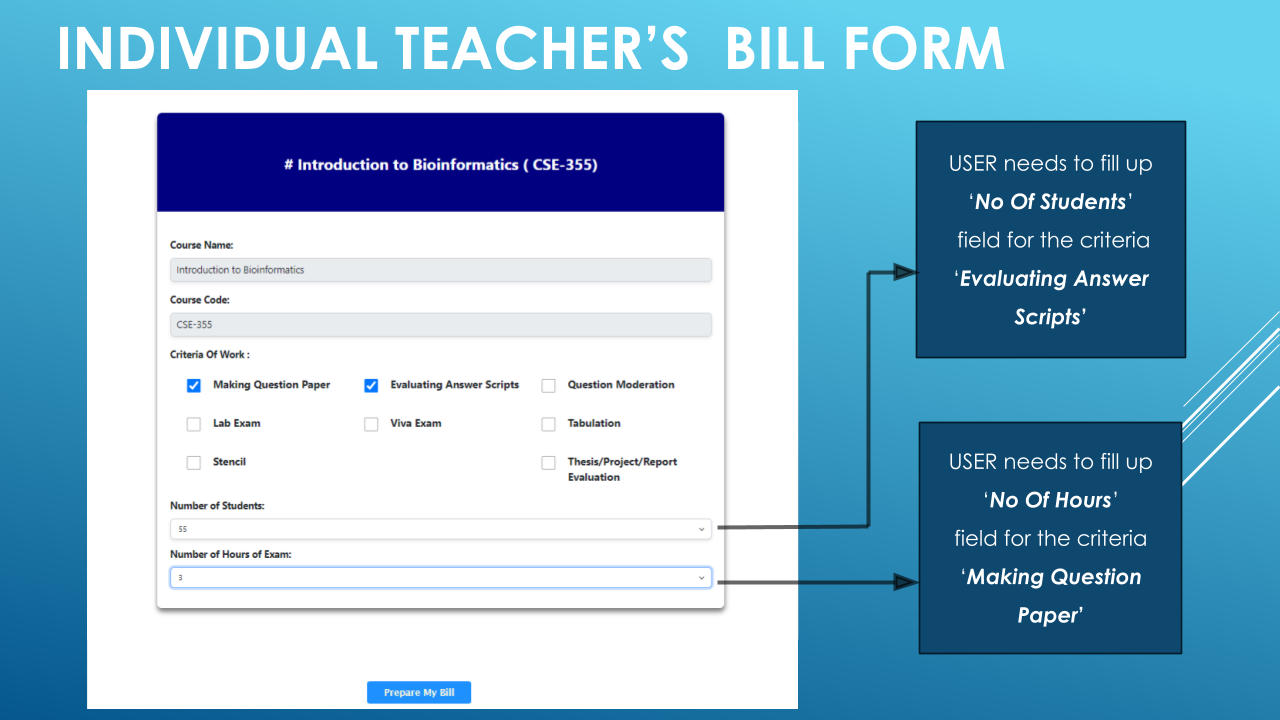 INDIVIDUAL TEACHER’S BILL FORM
# Introduction to Bioinformatics ( CSE-355)
Course Name:
Introduction to Bioinformatics
Course Code:
CSE-355
Criteria Of Work :
Making Question Paper
Evaluating Answer Scripts
Question Moderation
Lab Exam
Viva Exam
Tabulation
Stencil
Thesis/Project/Report
Evaluation
Number of Students:
55
Number of Hours of Exam:
3
Prepare My Bill
USER needs to fill up
‘No Of Students’
field for the criteria
‘Evaluating Answer
Scripts’
USER needs to fill up
‘No Of Hours’
field for the criteria
‘Making Question
Paper’